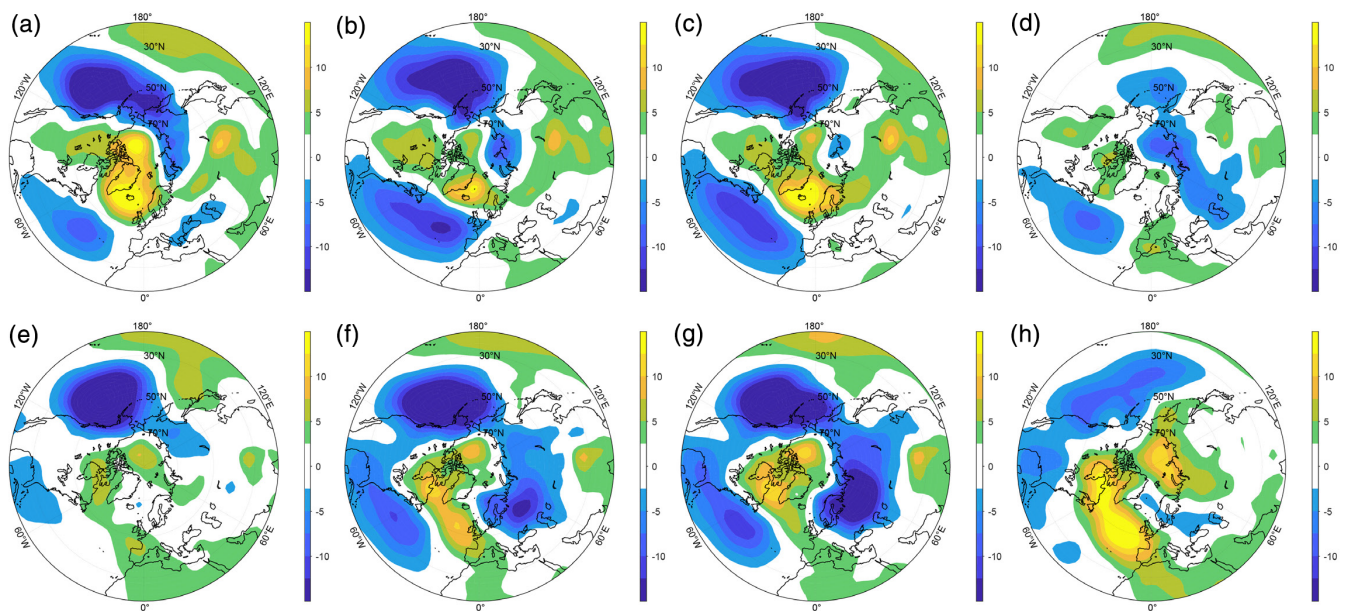 (a) (b) (c) (d)
180° 180° 180° 180°
30°N 30°N 30°N 30°N
120°W 120°E 120°W 120°E 120°W 120°E 120°W 120°E
50°N 50°N 50°N 50°N
70°N 70°N 70°N 70°N
60°W 60°E 60°W 60°E 60°W 60°E 60°W 60°E
0° 0° 0° 0°
10 10 10 10
5 5 5 5
0 0 0 0
-5 -5 -5 -5
-10 -10 -10 -10
(e) (f) (g) (h)
180° 180° 180° 180°
30°N 30°N 30°N 30°N
120°W 120°E 120°W 120°E 120°W 120°E 120°W 120°E
50°N 50°N 50°N 50°N
70°N 70°N 70°N 70°N
60°W 60°E 60°W 60°E 60°W 60°E 60°W 60°E
0° 0° 0° 0°
10 10 10 10
5 5 5 5
0 0 0 0
-5 -5 -5 -5
-10 -10 -10 -10